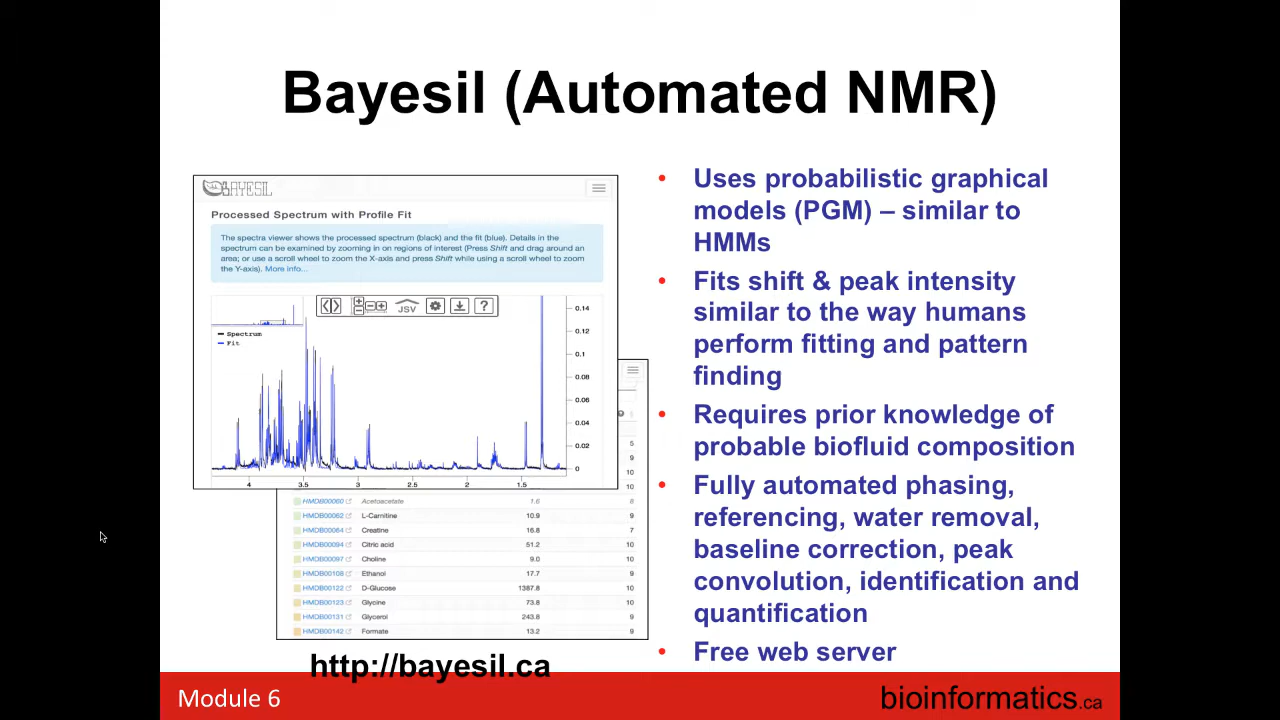 Bayesil (Automated NMR)
BAYESIL
Processed Spectrum with Profile Fit
The spectra viewer shows the processed spectrum (black) and the fit (blue). Details in the
spectrum can be examined by zooming in on regions of interest (Press Shift and drag around an
area; or use a scroll wheel to zoom the X-axis and press Shift while using a scroll wheel to zoom
the Y-axis). More info...
JSV
?
Spectrum
Fit
0.14
0.12
0.1
0.08
0.06
0.04
0.02
0
4 3.5 3 2.5 2 1.5
5
9
10
10
HMDB00060 Acetoacetate 1.6 8
HMDB00062 L-Carnitine 10.9 9
HMDB00064 Creatine 16.8 7
HMDB00094 Citric acid 51.2 10
HMDB00097 Choline 9.0 10
HMDB00108 Ethanol 17.7 9
HMDB00122 D-Glucose 1387.8 10
HMDB00123 Glycine 73.8 10
HMDB00131 Glycerol 243.8 9
HMDB00142 Formate 13.2 9
http://bayesil.ca
• Uses probabilistic graphical
models (PGM) – similar to
HMMs
• Fits shift & peak intensity
similar to the way humans
perform fitting and pattern
finding
• Requires prior knowledge of
probable biofluid composition
• Fully automated phasing,
referencing, water removal,
baseline correction, peak
convolution, identification and
quantification
• Free web server
Module 6
bioinformatics.ca